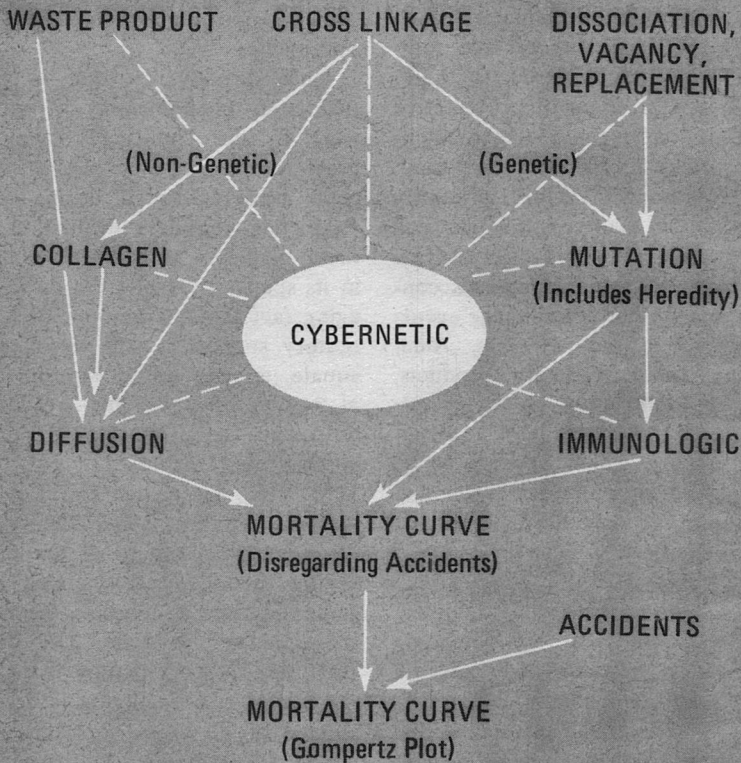 WASTE PRODUCT
CROSS LINKAGE
DISSOCIATION,
VACANCY,
REPLACEMENT
(Non-Genetic)
(Genetic)
COLLAGEN
MUTATION
(Includes Heredity)
CYBERNETIC
DIFFUSION
IMMUNOLOGIC
MORTALITY CURVE
(Disregarding Accidents)
ACCIDENTS
MORTALITY CURVE
(Gompertz Plot)